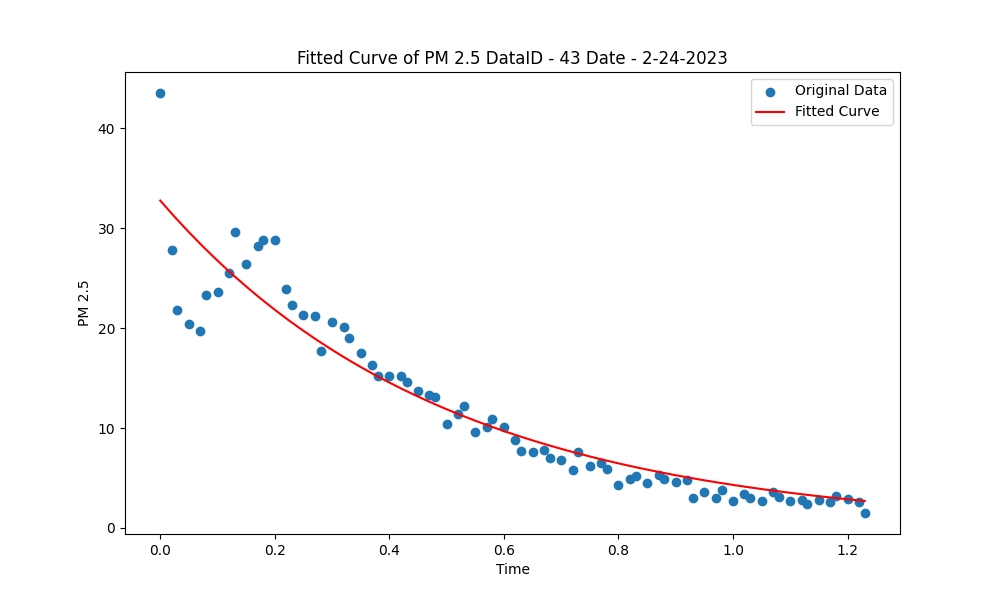 Fitted Curve of PM 2.5 DataID - 43 Date - 2-24-2023
Original Data
Fitted Curve
40
30
20
10
0
PM 2.5
0.0 0.2 0.4 0.6 0.8 1.0 1.2
Time